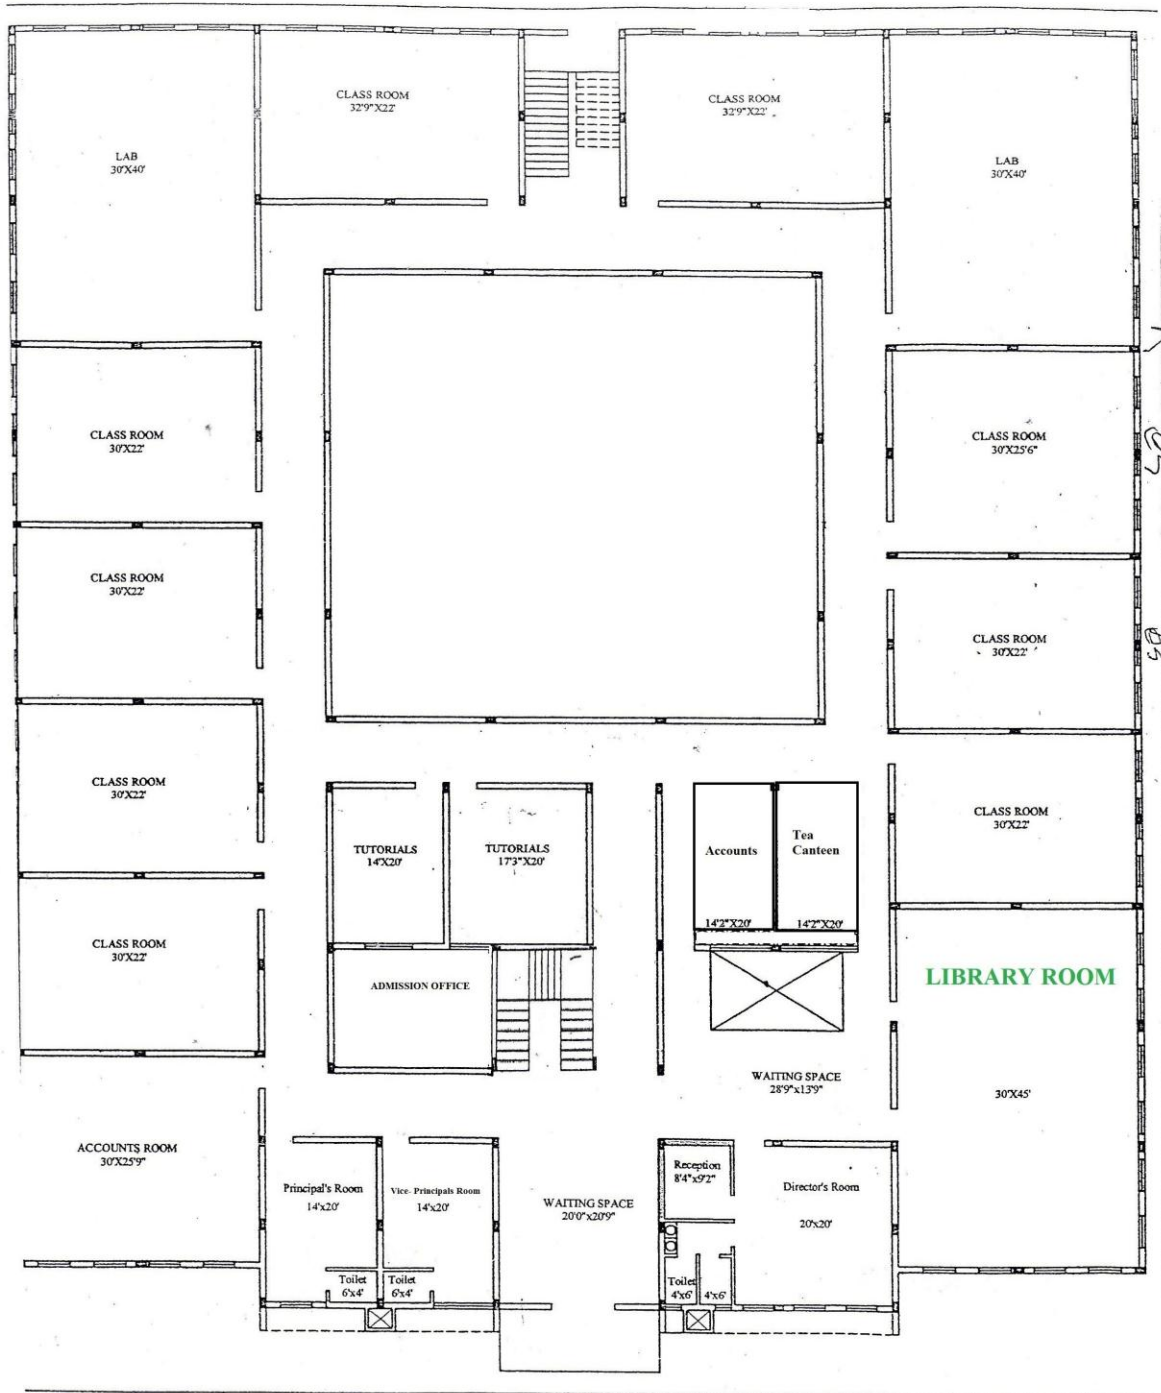 CLASS ROOM
32'9"X22'
CLASS ROOM
32'9"X22'
LAB
30'X40'
LAB
30'X40'
CLASS ROOM
30'X22'
CLASS ROOM
30'X25'6"
CLASS ROOM
30'X22'
CLASS ROOM
30'X22'
CLASS ROOM
30'X22'
CLASS ROOM
30'X22'
TUTORIALS
14'X20'
TUTORIALS
17'3"X20'
Accounts
14'2"X20'
Tea
Canteen
14'2"X20'
CLASS ROOM
30'X22'
ADMISSION OFFICE
LIBRARY ROOM
30'X45'
WAITING SPACE
28'9"x13'9"
ACCOUNTS ROOM
30'X25'9"
Principal's Room
14'x20'
Vice- Principals Room
14'x20'
WAITING SPACE
20'0"x20'9"
Reception
8'4"x9'2"
Director's Room
20'x20'
Toilet
6'x4'
Toilet
6'x4'
Toilet
4'x6'
4'x6'